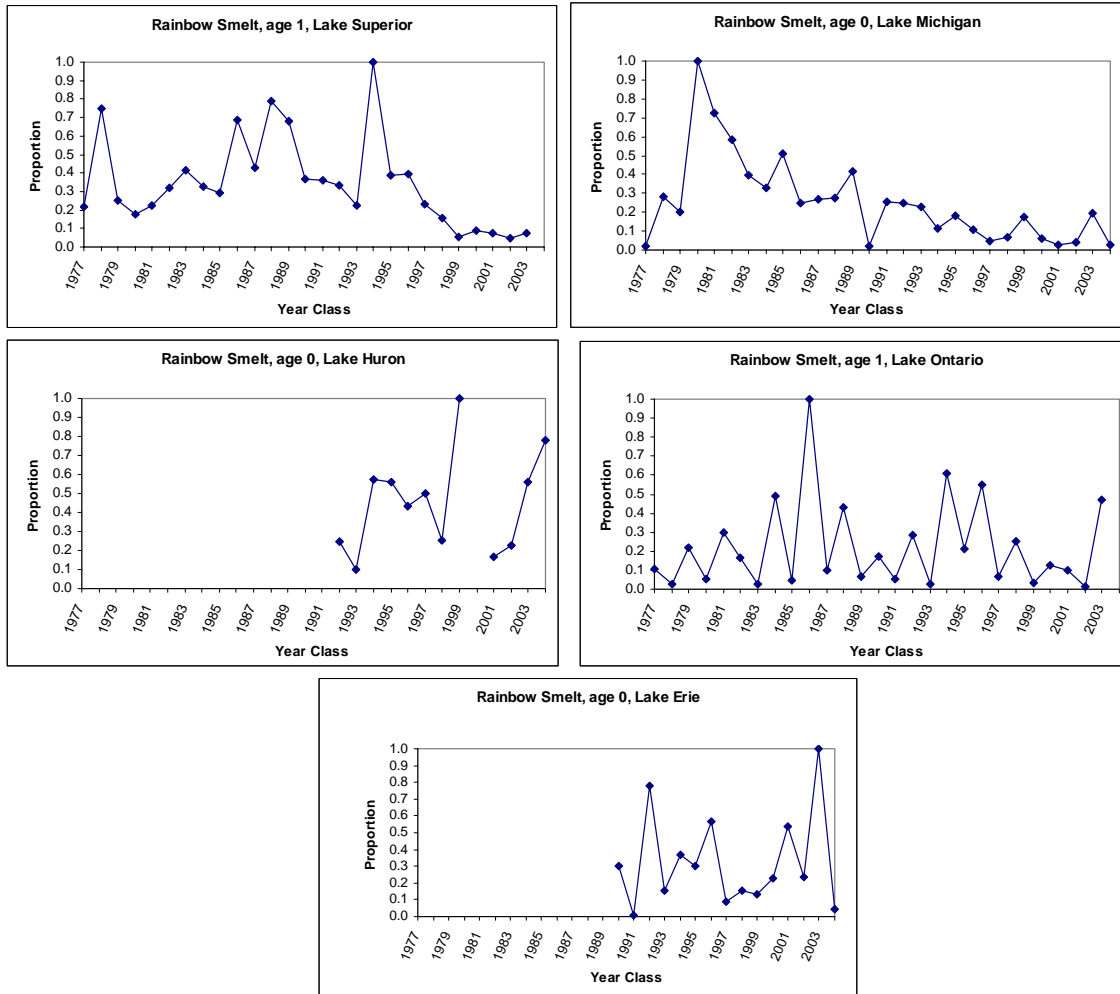 Rainbow Smelt, age 1, Lake Superior
1.0
0.9
0.8
0.7
0.6
0.5
0.4
0.3
0.2
0.1
0.0
Proportion
1977 1979 1981 1983 1985 1987 1989 1991 1993 1995 1997 1999 2001 2003
Year Class
Rainbow Smelt, age 0, Lake Michigan
1.0
0.9
0.8
0.7
0.6
0.5
0.4
0.3
0.2
0.1
0.0
Proportion
1977 1979 1981 1983 1985 1987 1989 1991 1993 1995 1997 1999 2001 2003
Year Class
Rainbow Smelt, age 0, Lake Huron
1.0
0.9
0.8
0.7
0.6
0.5
0.4
0.3
0.2
0.1
0.0
Proportion
1977 1979 1981 1983 1985 1987 1989 1991 1993 1995 1997 1999 2001 2003
Year Class
Rainbow Smelt, age 1, Lake Ontario
1.0
0.9
0.8
0.7
0.6
0.5
0.4
0.3
0.2
0.1
0.0
Proportion
1977 1979 1981 1983 1985 1987 1989 1991 1993 1995 1997 1999 2001 2003
Year Class
Rainbow Smelt, age 0, Lake Erie
1.0
0.9
0.8
0.7
0.6
0.5
0.4
0.3
0.2
0.1
0.0
Proportion
1977 1979 1981 1983 1985 1987 1989 1991 1993 1995 1997 1999 2001 2003
Year Class